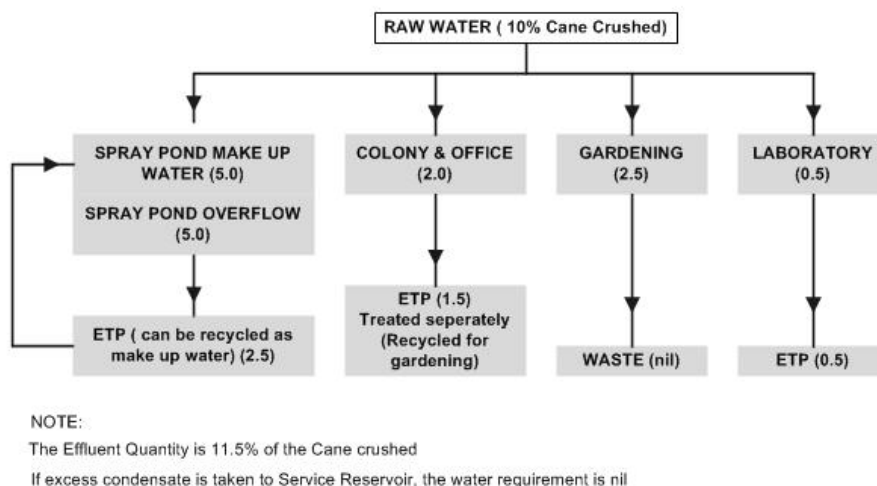 RAW WATER ( 10% Cane Crushed)
SPRAY POND MAKE UP
WATER (5.0)
SPRAY POND OVERFLOW
(5.0)
COLONY & OFFICE
(2.0)
GARDENING
(2.5)
LABORATORY
(0.5)
ETP ( can be recycled as
make up water) (2.5)
ETP (1.5)
Treated seperately
(Recycled for
gardening)
WASTE (nil)
ETP (0.5)
NOTE:
The Effluent Quantity is 11.5% of the Cane crushed
If excess condensate is taken to Service Reservoir, the water requirement is nil